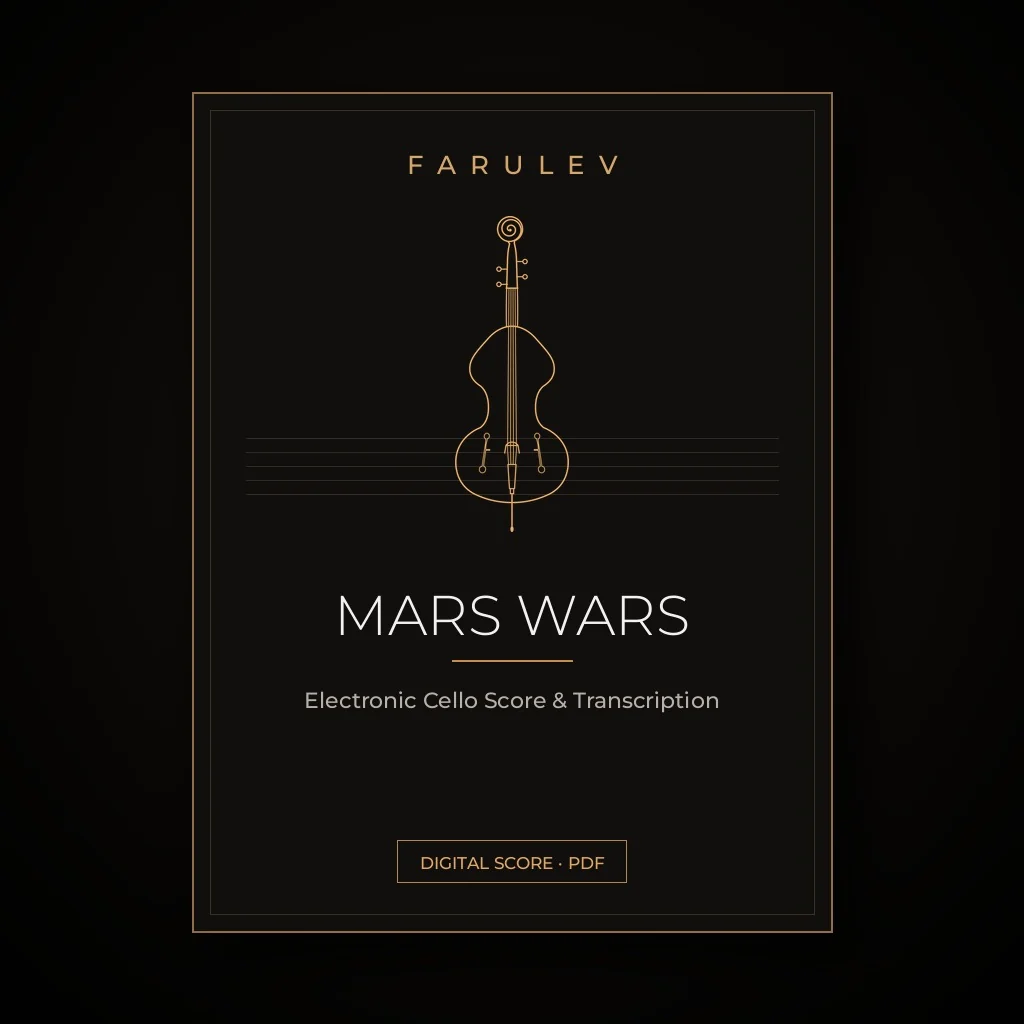 FARULEV
MARS WARS
Electronic Cello Score & Transcription
DIGITAL SCORE · PDF